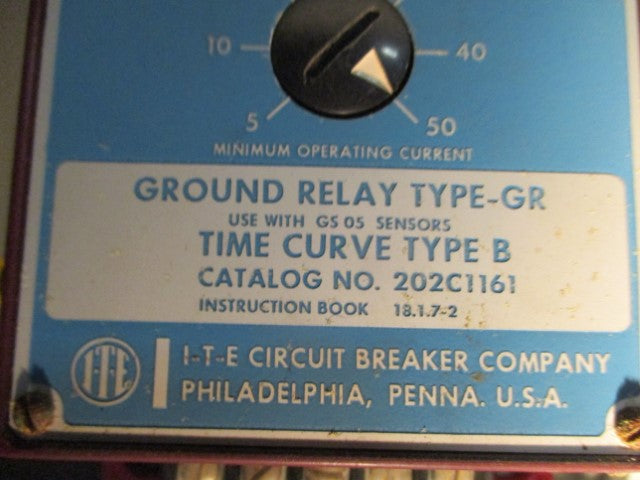 10 40
5 50
MINIMUM OPERATING CURRENT
GROUND RELAY TYPE-GR
USE WITH GS 05 SENSORS
TIME CURVE TYPE B
CATALOG NO. 202C1161
INSTRUCTION BOOK 18.1.7-2
I-T-E
I-T-E CIRCUIT BREAKER COMPANY
PHILADELPHIA, PENNA. U.S.A.